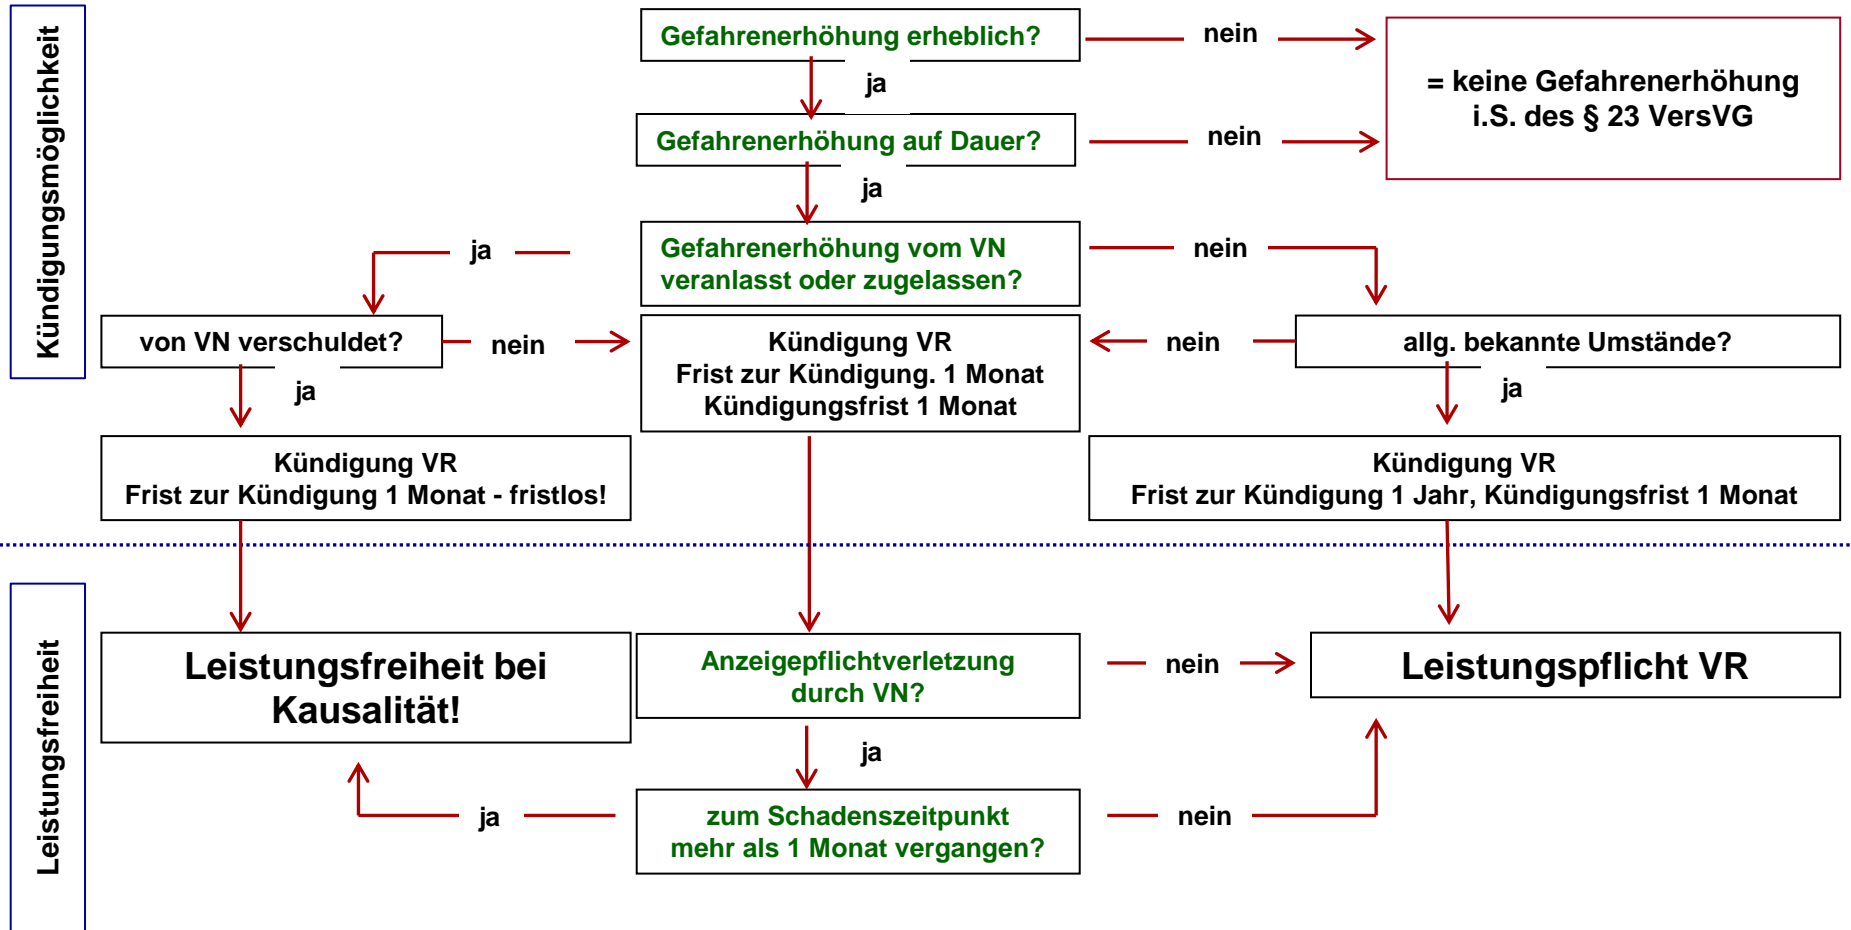 Kündigungsmöglichkeit
Gefahrenerhöhung erheblich?
nein
= keine Gefahrenerhöhung
i.S. des § 23 VersVG
ja
Gefahrenerhöhung auf Dauer?
nein
ja
Gefahrenerhöhung vom VN
veranlasst oder zugelassen?
ja
nein
von VN verschuldet?
nein
Kündigung VR
Frist zur Kündigung. 1 Monat
Kündigungsfrist 1 Monat
nein
allg. bekannte Umstände?
ja
ja
Kündigung VR
Frist zur Kündigung 1 Monat - fristlos!
Kündigung VR
Frist zur Kündigung 1 Jahr, Kündigungsfrist 1 Monat
Leistungsfreiheit
Leistungsfreiheit bei
Kausalität!
Anzeigepflichtverletzung
durch VN?
nein
Leistungspflicht VR
ja
ja
zum Schadenszeitpunkt
mehr als 1 Monat vergangen?
nein